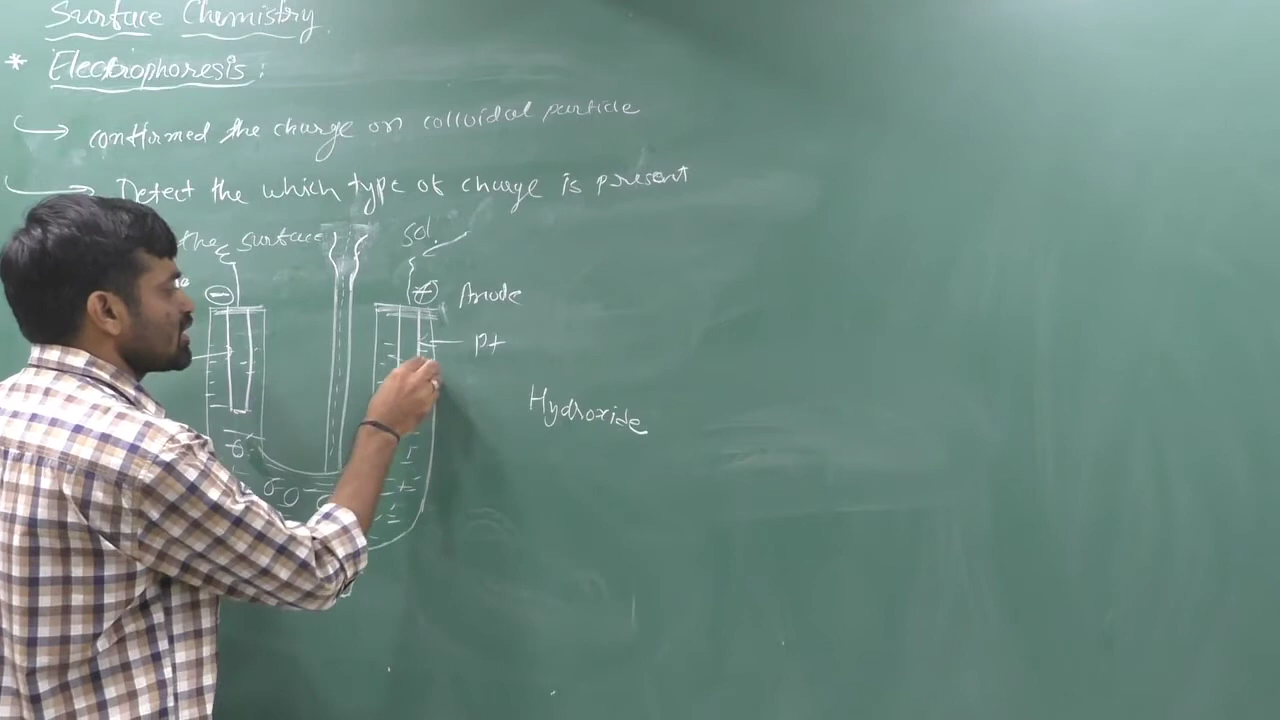 Surface Chemistry.
* Electrophoresis:
confirmed the charge on colloidal particle
Detect the which type of charge is present
the surface sol.
Anode
Pt
Hydroxide